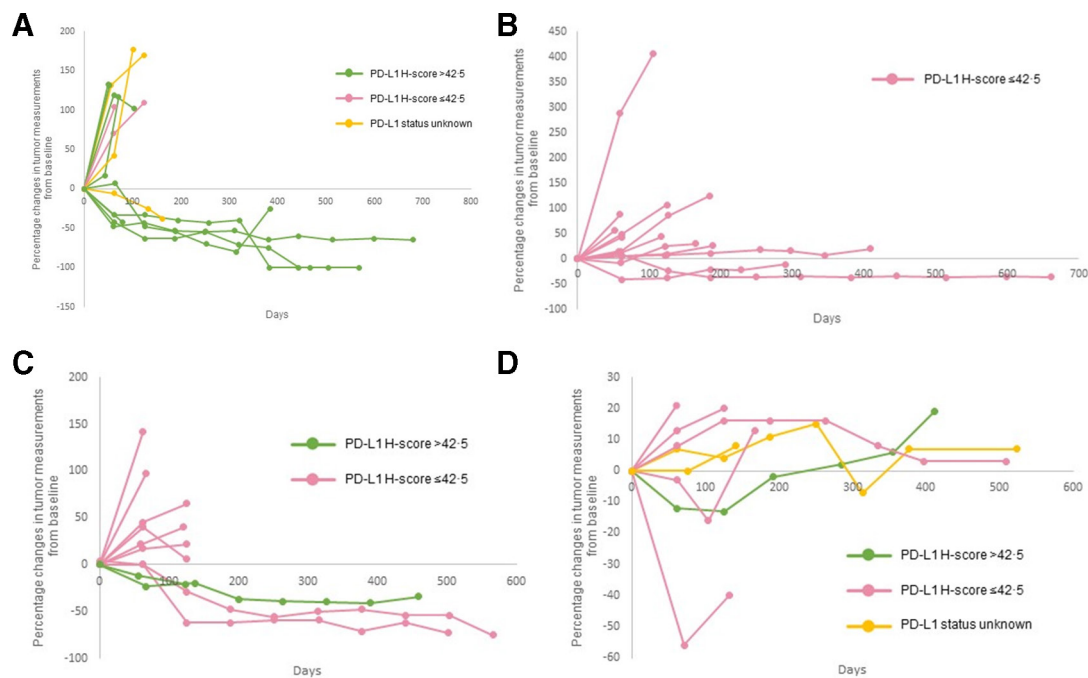 A
Percentage changes in tumor measurements
from baseline
200
150
100
50
0
-50
-100
-150
0
100
200
300
400
500
600
700
800
Days
PD-L1 H-score >42·5
PD-L1 H-score ≤42·5
PD-L1 status unknown
B
Percentage changes in tumor measurements
from baseline
450
400
350
300
250
200
150
100
50
0
-50
-100
0
100
200
300
400
500
600
700
Days
PD-L1 H-score ≤42·5
C
Percentage changes in tumor measurements
from baseline
200
150
100
50
0
-50
-100
0
100
200
300
400
500
600
Days
PD-L1 H-score >42·5
PD-L1 H-score ≤42·5
D
Percentage changes in tumor measurements
from baseline
30
20
10
0
-10
-20
-30
-40
-50
-60
0
100
200
300
400
500
600
Days
PD-L1 H-score >42·5
PD-L1 H-score ≤42·5
PD-L1 status unknown